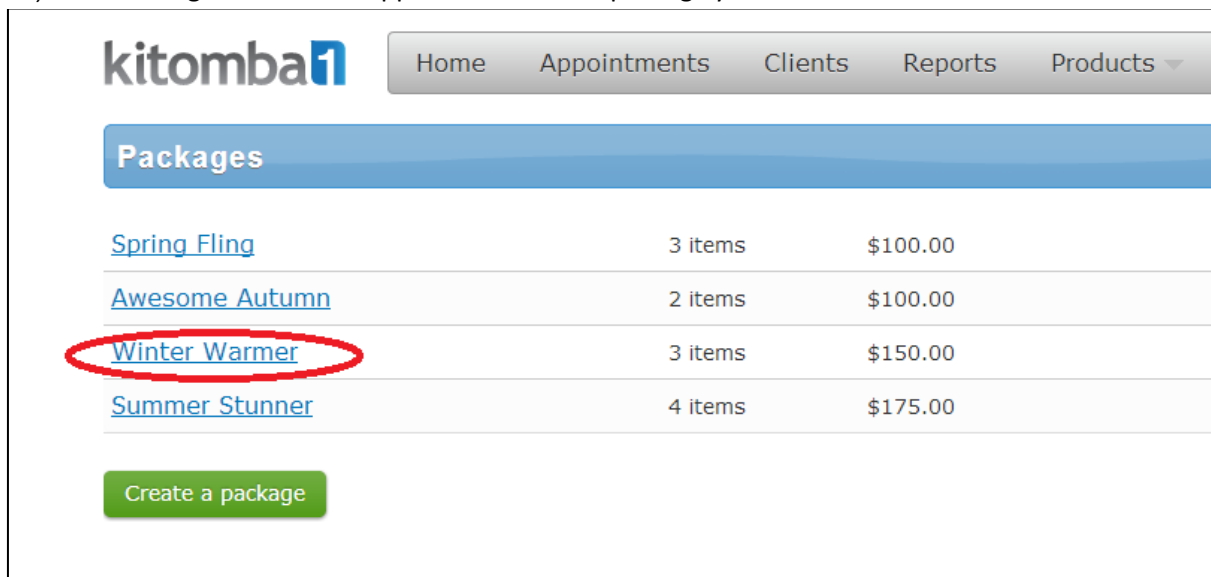 kitomba1
Home Appointments Clients Reports Products
Packages
Spring Fling 3 items $100.00
Awesome Autumn 2 items $100.00
Winter Warmer 3 items $150.00
Summer Stunner 4 items $175.00
Create a package